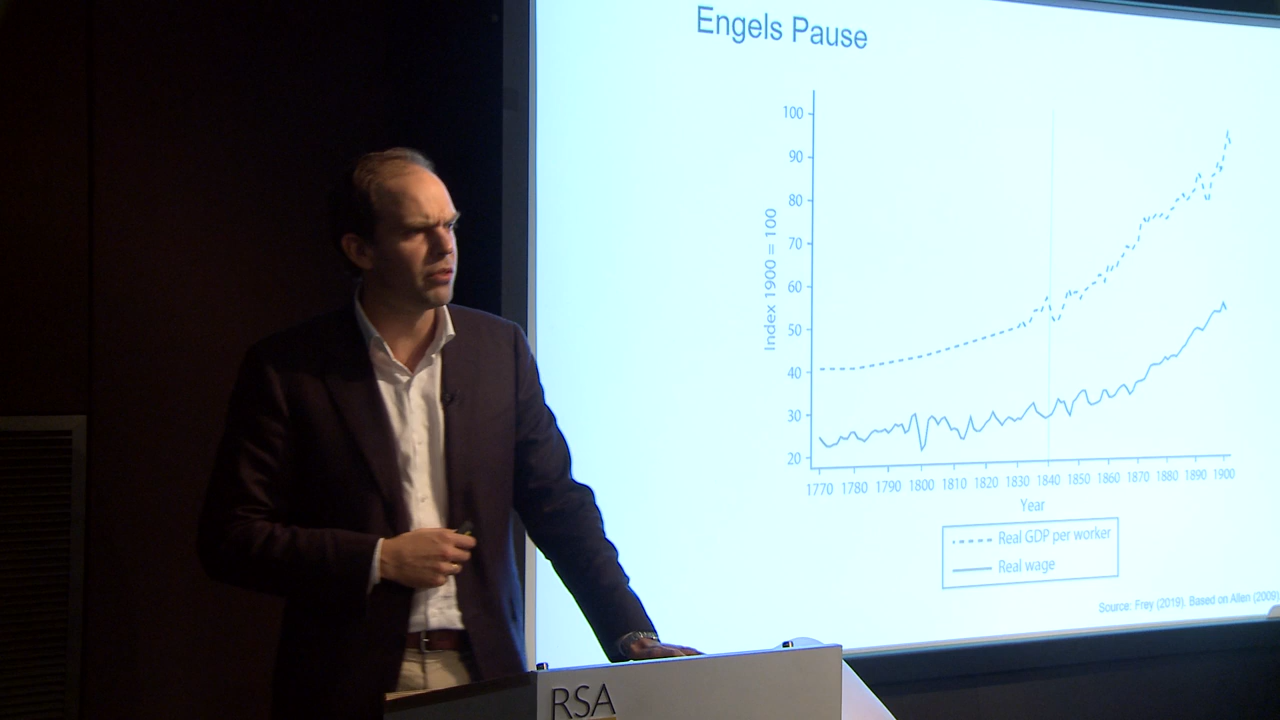 Engels Pause
100
90
80
70
60
50
40
30
20
Index 1900 = 100
1770 1780 1790 1800 1810 1820 1830 1840 1850 1860 1870 1880 1890 1900
Year
Real GDP per worker
Real wage
Source: Frey (2019). Based on Allen (2009)
RSA